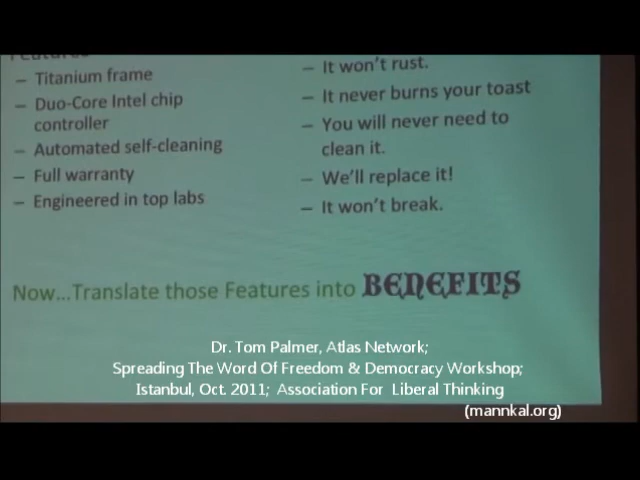 Features
– Titanium frame
– Duo-Core Intel chip
controller
– Automated self-cleaning
– Full warranty
– Engineered in top labs
– It won't rust.
– It never burns your toast
– You will never need to
clean it.
– We'll replace it!
– It won't break.
Now...Translate those Features into BENEFITS
Dr. Tom Palmer, Atlas Network;
Spreading The Word Of Freedom & Democracy Workshop;
Istanbul, Oct. 2011; Association For Liberal Thinking
(mannkal.org)